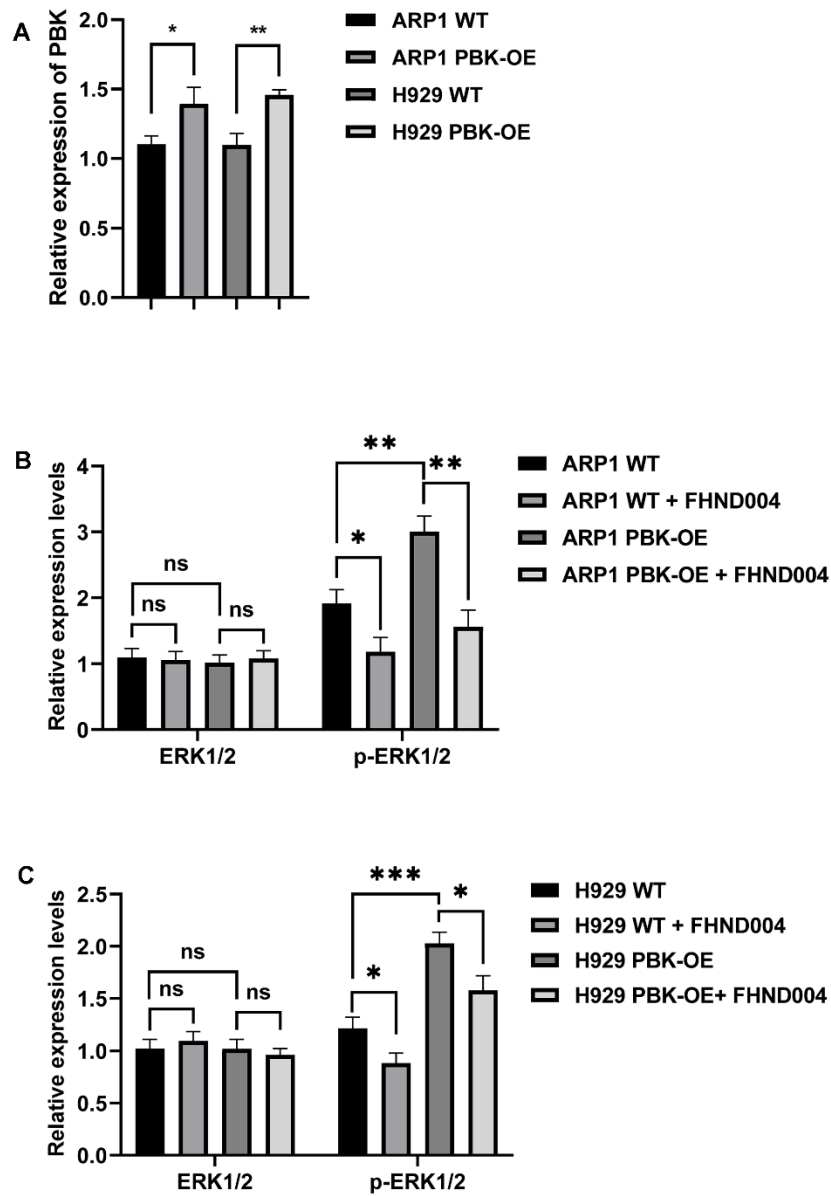 A
Relative expression of PBK
2.0
1.5
1.0
0.5
0.0
*
**
ARP1 WT
ARP1 PBK-OE
H929 WT
H929 PBK-OE
B
Relative expression levels
4
3
2
1
0
ns
ns
ns
**
**
*
ERK1/2
p-ERK1/2
ARP1 WT
ARP1 WT + FHND004
ARP1 PBK-OE
ARP1 PBK-OE + FHND004
C
Relative expression levels
2.5
2.0
1.5
1.0
0.5
0.0
ns
ns
ns
***
*
*
ERK1/2
p-ERK1/2
H929 WT
H929 WT + FHND004
H929 PBK-OE
H929 PBK-OE+ FHND004